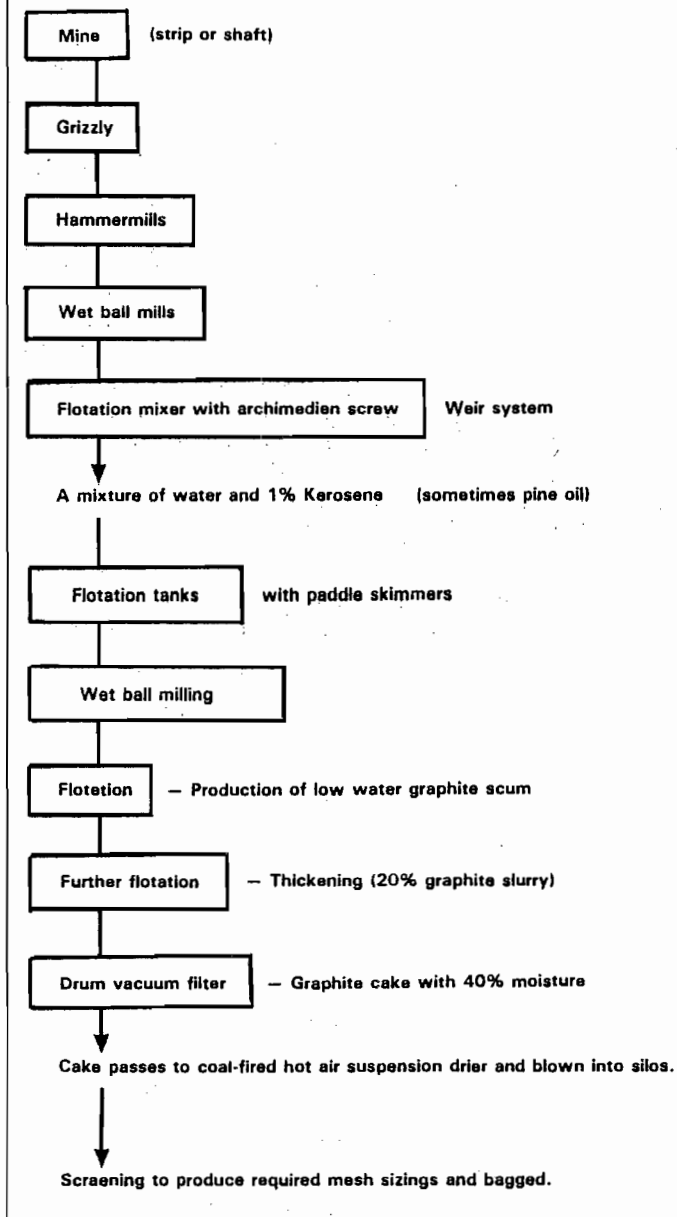 Mine (strip or shaft)
Grizzly
Hammermills
Wet ball mills
Flotation mixer with archimedien screw Weir system
A mixture of water and 1% Kerosene (sometimes pine oil)
Flotation tanks with paddle skimmers
Wet ball milling
Flotetion — Production of low water graphite scum
Further flotation — Thickening (20% graphite slurry)
Drum vacuum filter — Graphite cake with 40% moisture
Cake passes to coal-fired hot air suspension drier and blown into silos.
Scraening to produce required mesh sizings and bagged.